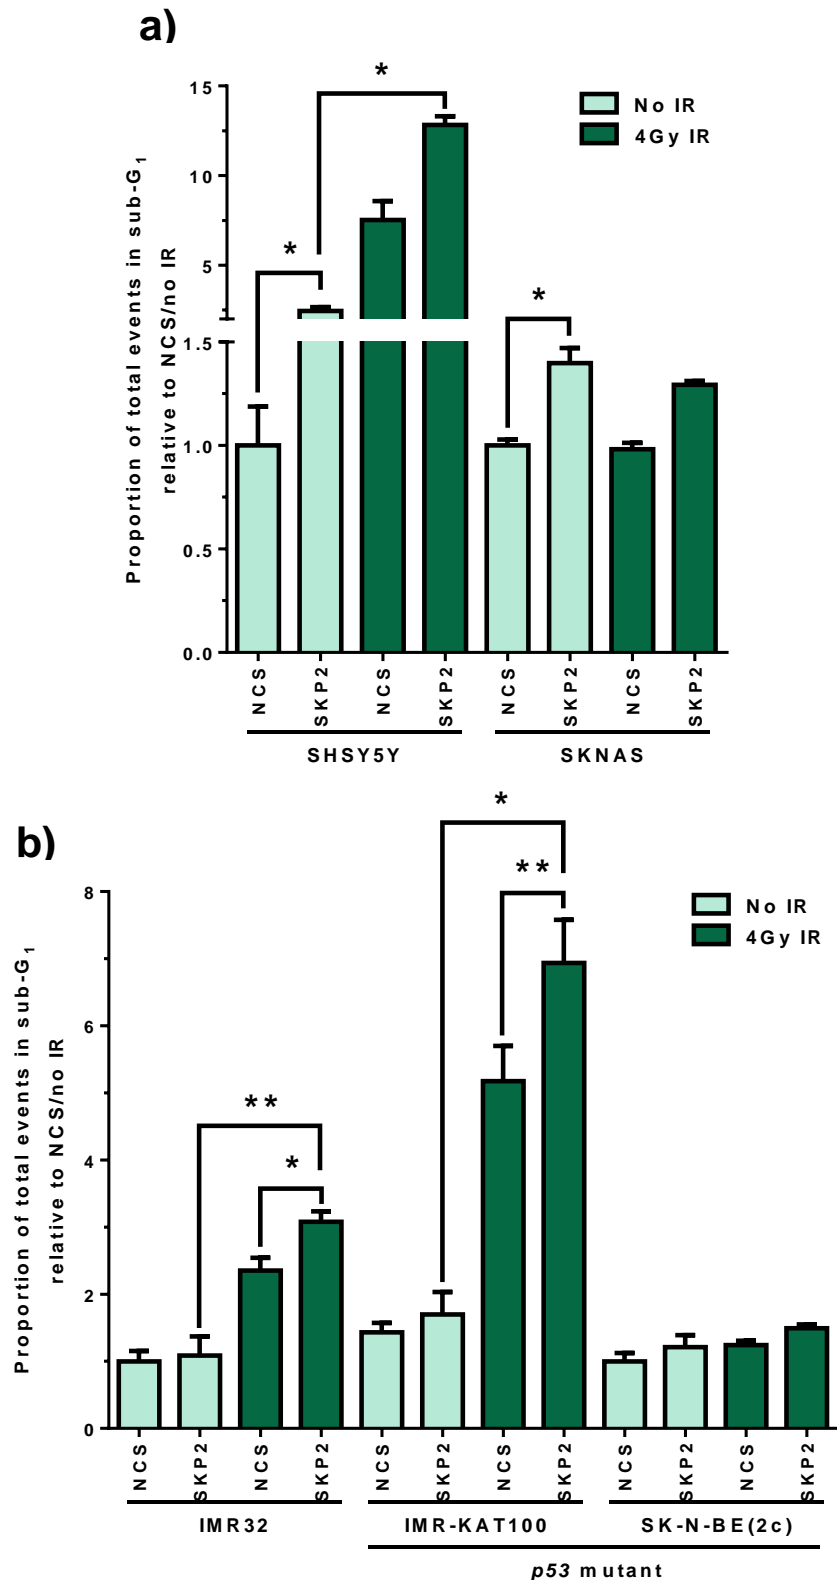 a)
Proportion of total events in sub-G1
relative to NCS/no IR
15
10
5
1.5
1.0
0.5
0.0
*
*
*
No IR
4Gy IR
NCS
SKP2
NCS
SKP2
NCS
SKP2
NCS
SKP2
SHSY5Y
SKNAS
b)
Proportion of total events in sub-G1
relative to NCS/no IR
8
6
4
2
0
*
**
**
*
No IR
4Gy IR
NCS
SKP2
NCS
SKP2
NCS
SKP2
NCS
SKP2
NCS
SKP2
NCS
SKP2
IMR32
IMR-KAT100
SK-N-BE(2c)
p53 mutant